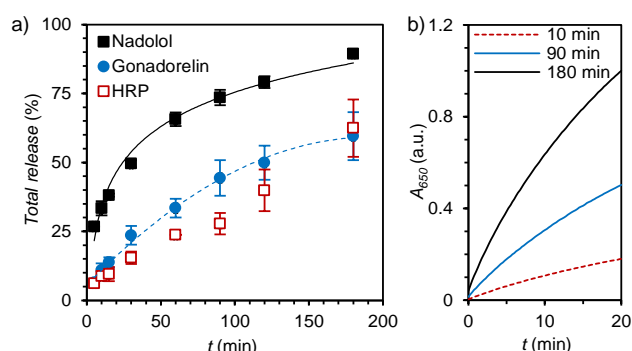 a)
Total release (%)
100
75
50
25
0
Nadolol
Gonadorelin
HRP
0
50
100
150
200
t (min)
b)
A650 (a.u.)
1.2
0.8
0.4
0
10 min
90 min
180 min
0
10
20
t (min)